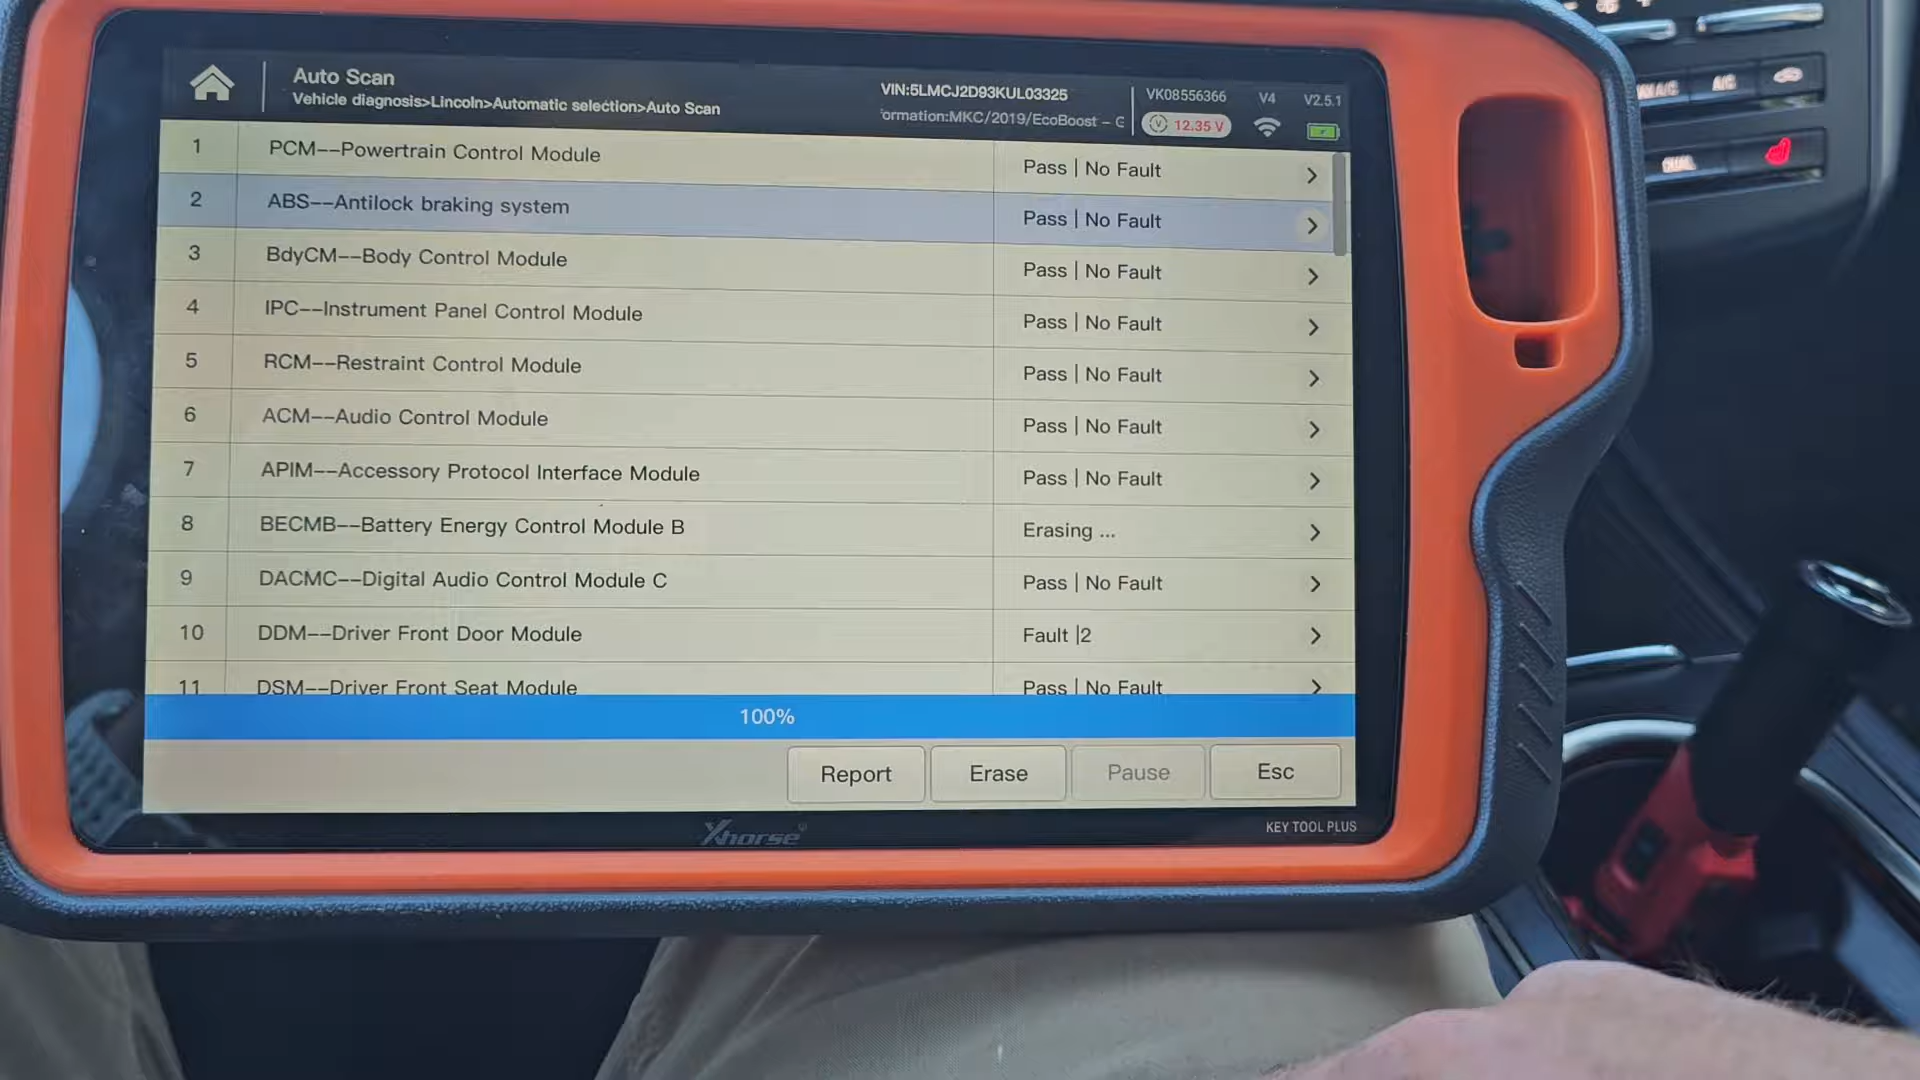 Auto Scan
Vehicle diagnosis>Lincoln>Automatic selection>Auto Scan
VIN:5LMCJ2D93KUL03325
ormation:MKC/2019/EcoBoost – G
VK08556366 V4 V2.5.1
12.35 V
1 PCM––Powertrain Control Module Pass | No Fault
2 ABS––Antilock braking system Pass | No Fault
3 BdyCM––Body Control Module Pass | No Fault
4 IPC––Instrument Panel Control Module Pass | No Fault
5 RCM––Restraint Control Module Pass | No Fault
6 ACM––Audio Control Module Pass | No Fault
7 APIM––Accessory Protocol Interface Module Pass | No Fault
8 BECMB––Battery Energy Control Module B Erasing ...
9 DACMC––Digital Audio Control Module C Pass | No Fault
10 DDM––Driver Front Door Module Fault |2
11 DSM––Driver Front Seat Module Pass | No Fault
100%
Report Erase Pause Esc
Xhorse
KEY TOOL PLUS
A/C
DUAL